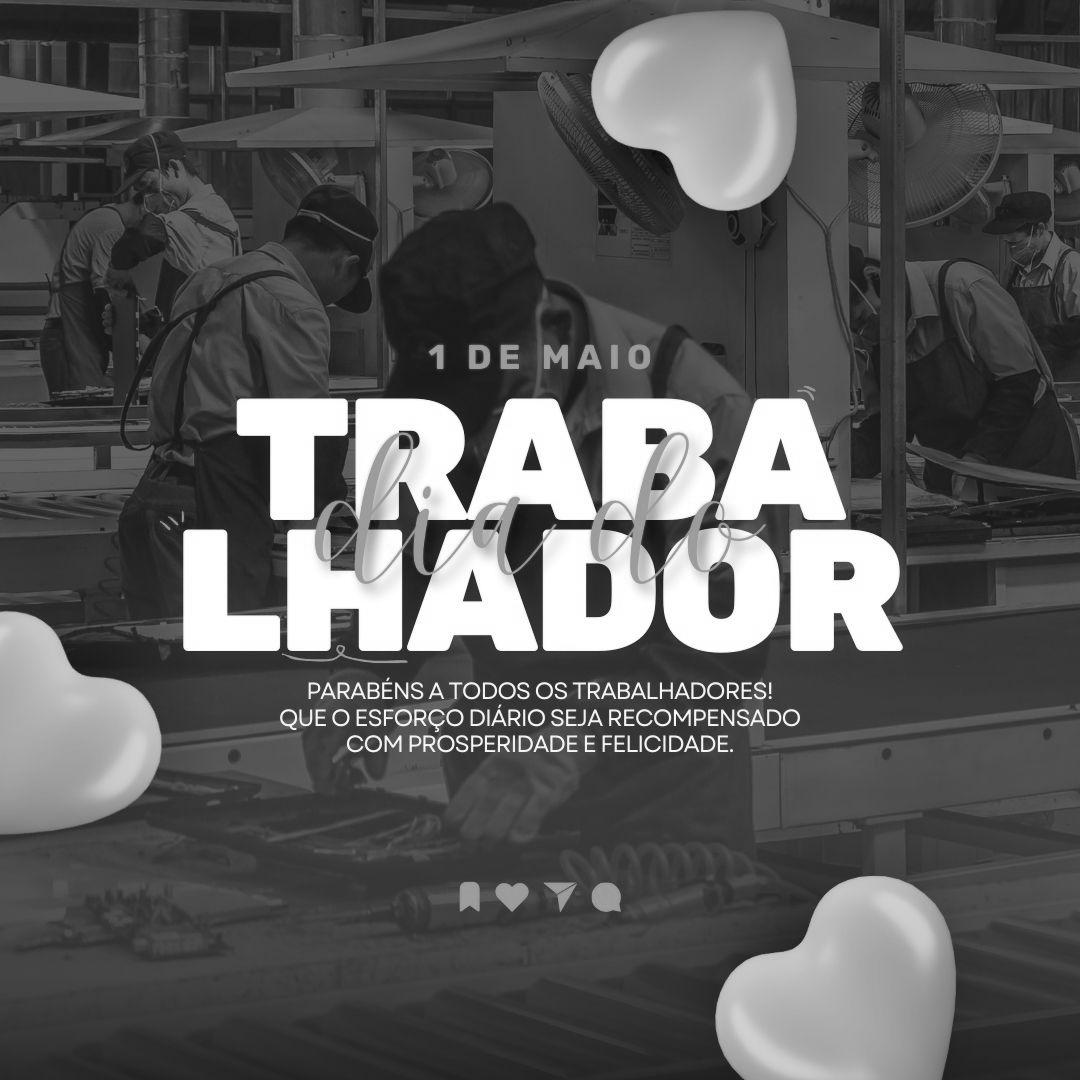 1 DE MAIO
TRABA
dia do
LHADOR
PARABÉNS A TODOS OS TRABALHADORES!
QUE O ESFORÇO DIÁRIO SEJA RECOMPENSADO
COM PROSPERIDADE E FELICIDADE.